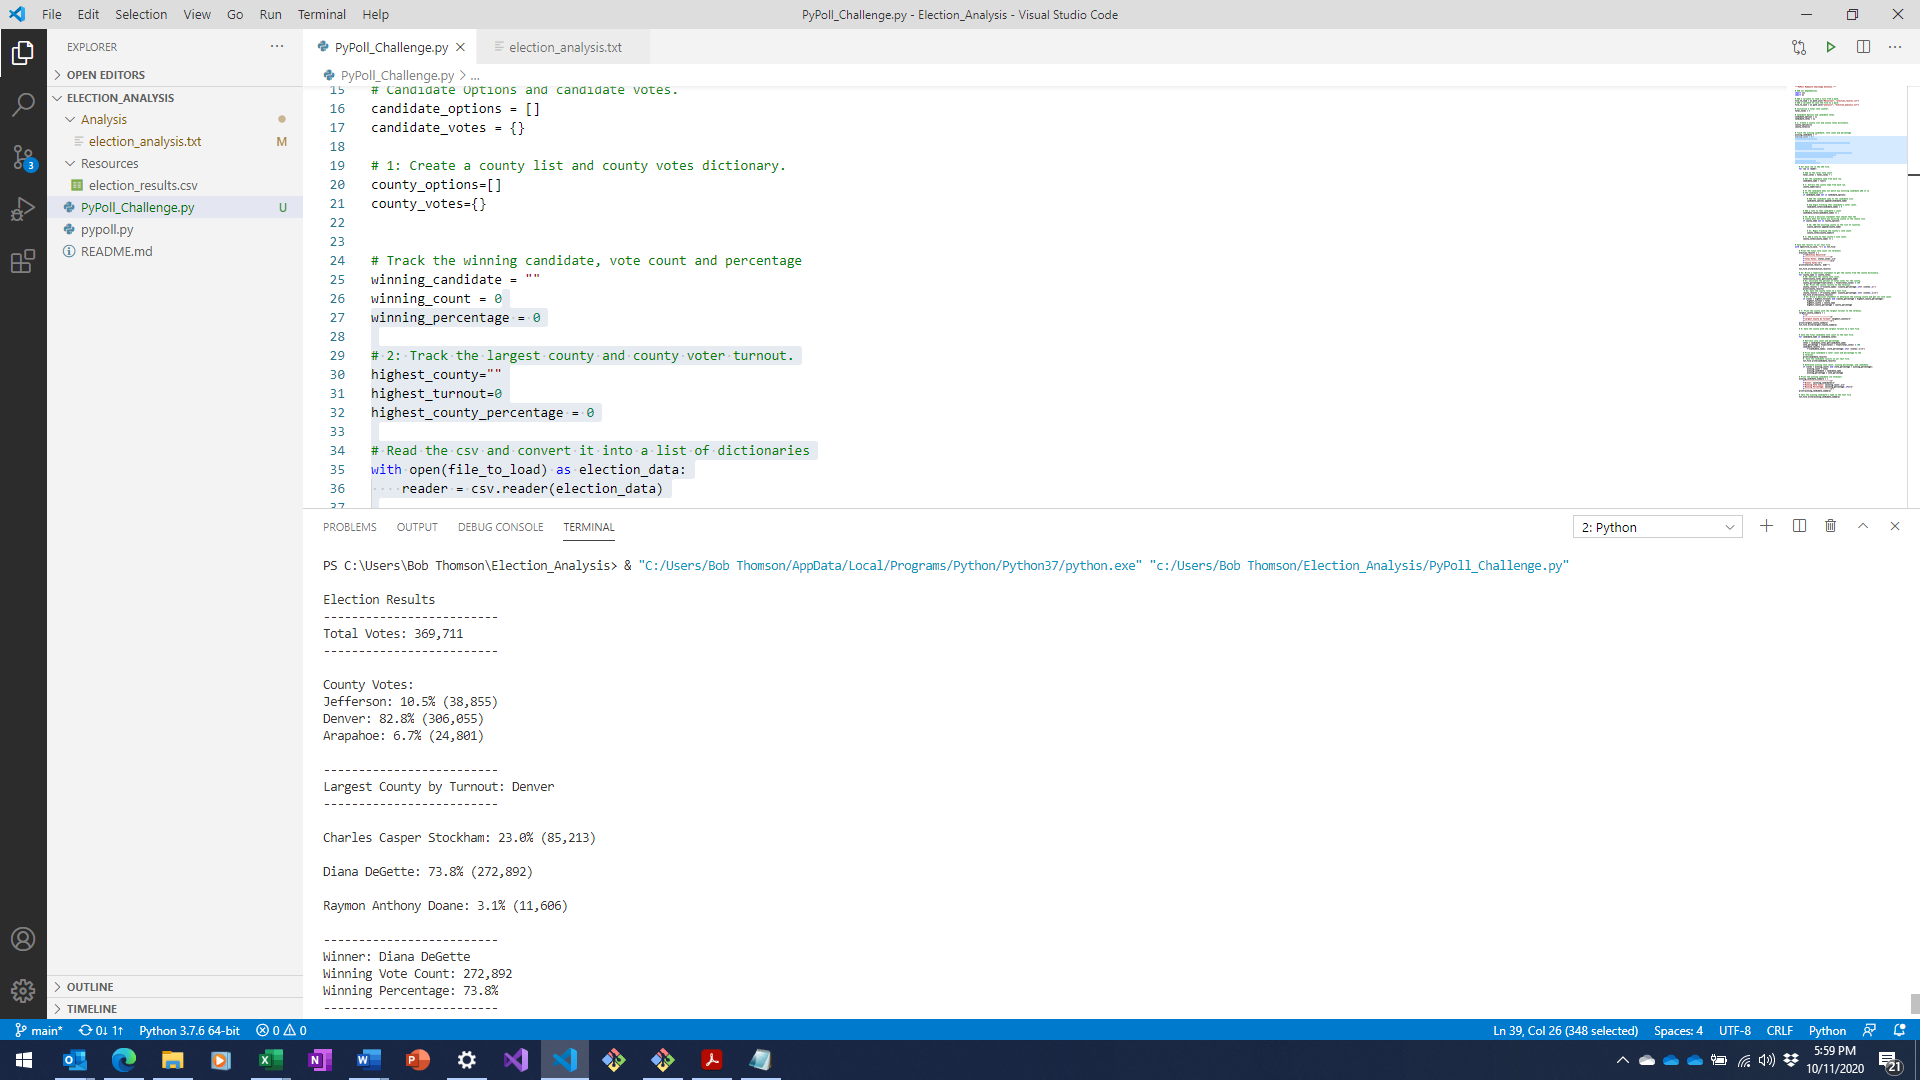 File Edit Selection View Go Run Terminal Help
PyPoll_Challenge.py - Election_Analysis - Visual Studio Code
EXPLORER
OPEN EDITORS
ELECTION_ANALYSIS
Analysis
election_analysis.txt M
Resources
election_results.csv
PyPoll_Challenge.py U
pypoll.py
README.md
OUTLINE
TIMELINE
3
PyPoll_Challenge.py
election_analysis.txt
PyPoll_Challenge.py > ...
15 # Candidate Options and candidate votes.
16 candidate_options = []
17 candidate_votes = {}
18
19 # 1: Create a county list and county votes dictionary.
20 county_options=[]
21 county_votes={}
22
23
24 # Track the winning candidate, vote count and percentage
25 winning_candidate = ""
26 winning_count = 0
27 winning_percentage = 0
28
29 # 2: Track the largest county and county voter turnout.
30 highest_county=""
31 highest_turnout=0
32 highest_county_percentage = 0
33
34 # Read the csv and convert it into a list of dictionaries
35 with open(file_to_load) as election_data:
36     reader = csv.reader(election_data)
37
PROBLEMS OUTPUT DEBUG CONSOLE TERMINAL
2: Python
PS C:\Users\Bob Thomson\Election_Analysis> & "C:/Users/Bob Thomson/AppData/Local/Programs/Python/Python37/python.exe" "c:/Users/Bob Thomson/Election_Analysis/PyPoll_Challenge.py"
Election Results
-------------------------
Total Votes: 369,711
-------------------------
County Votes:
Jefferson: 10.5% (38,855)
Denver: 82.8% (306,055)
Arapahoe: 6.7% (24,801)
-------------------------
Largest County by Turnout: Denver
-------------------------
Charles Casper Stockham: 23.0% (85,213)
Diana DeGette: 73.8% (272,892)
Raymon Anthony Doane: 3.1% (11,606)
-------------------------
Winner: Diana DeGette
Winning Vote Count: 272,892
Winning Percentage: 73.8%
-------------------------
main* 0↓ 1↑ Python 3.7.6 64-bit 0 0
Ln 39, Col 26 (348 selected) Spaces: 4 UTF-8 CRLF Python
5:59 PM
10/11/2020
21